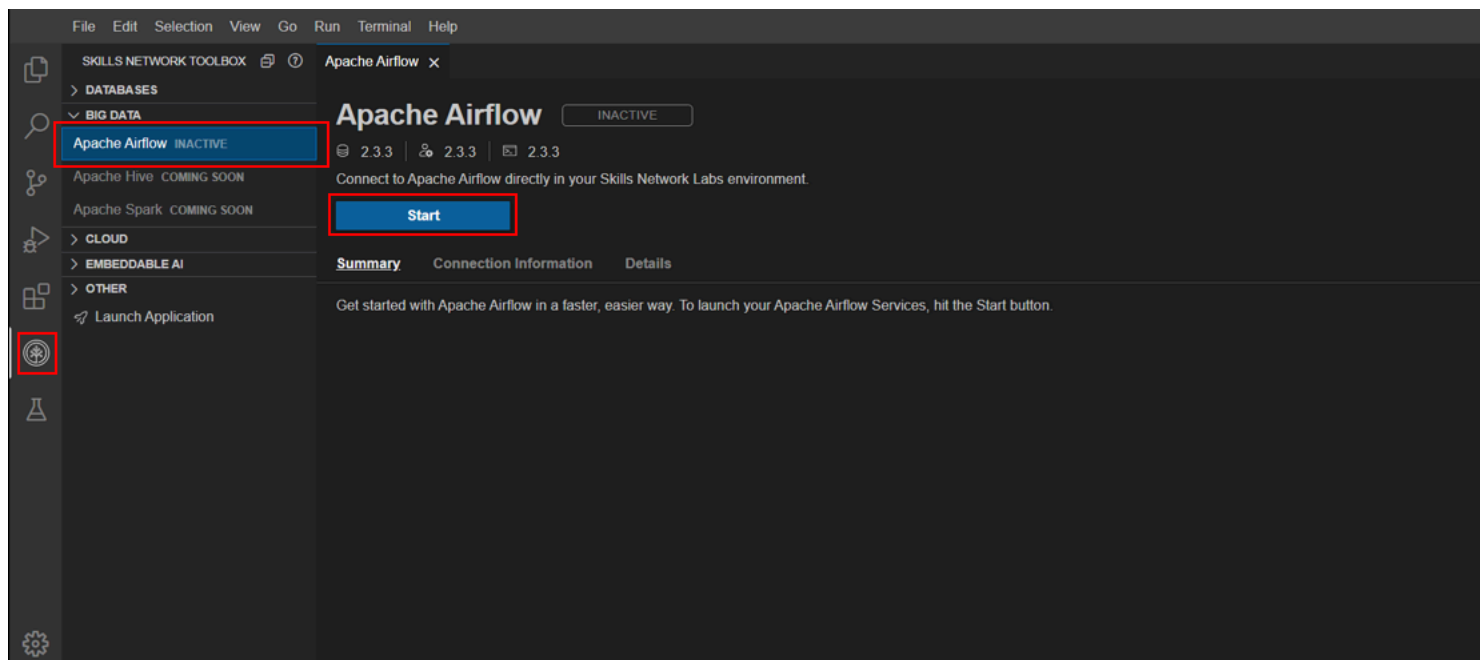 File Edit Selection View Go Run Terminal Help
SKILLS NETWORK TOOLBOX
Apache Airflow
DATABASES
BIG DATA
Apache Airflow INACTIVE
Apache Hive COMING SOON
Apache Spark COMING SOON
CLOUD
EMBEDDABLE AI
OTHER
Launch Application
Apache Airflow INACTIVE
2.3.3 2.3.3 2.3.3
Connect to Apache Airflow directly in your Skills Network Labs environment.
Start
Summary Connection Information Details
Get started with Apache Airflow in a faster, easier way. To launch your Apache Airflow Services, hit the Start button.